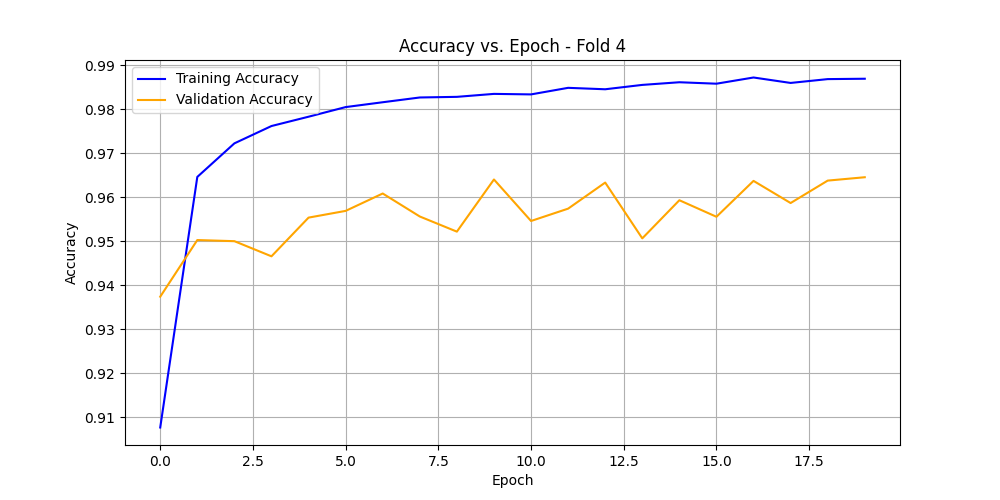 Accuracy vs. Epoch - Fold 4
0.99
0.98
0.97
0.96
0.95
0.94
0.93
0.92
0.91
Accuracy
Training Accuracy
Validation Accuracy
0.0 2.5 5.0 7.5 10.0 12.5 15.0 17.5
Epoch